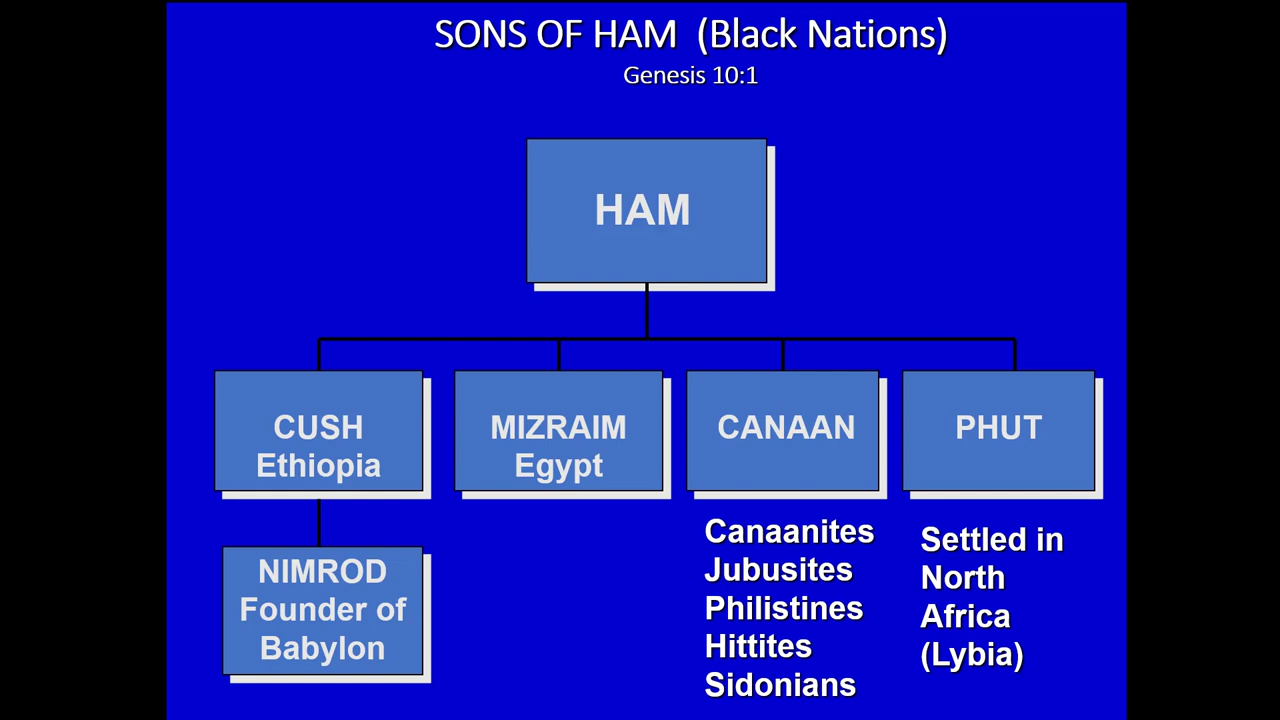 SONS OF HAM (Black Nations)
Genesis 10:1
HAM
CUSH
Ethiopia
MIZRAIM
Egypt
CANAAN
PHUT
NIMROD
Founder of
Babylon
Canaanites
Jubusites
Philistines
Hittites
Sidonians
Settled in
North
Africa
(Lybia)